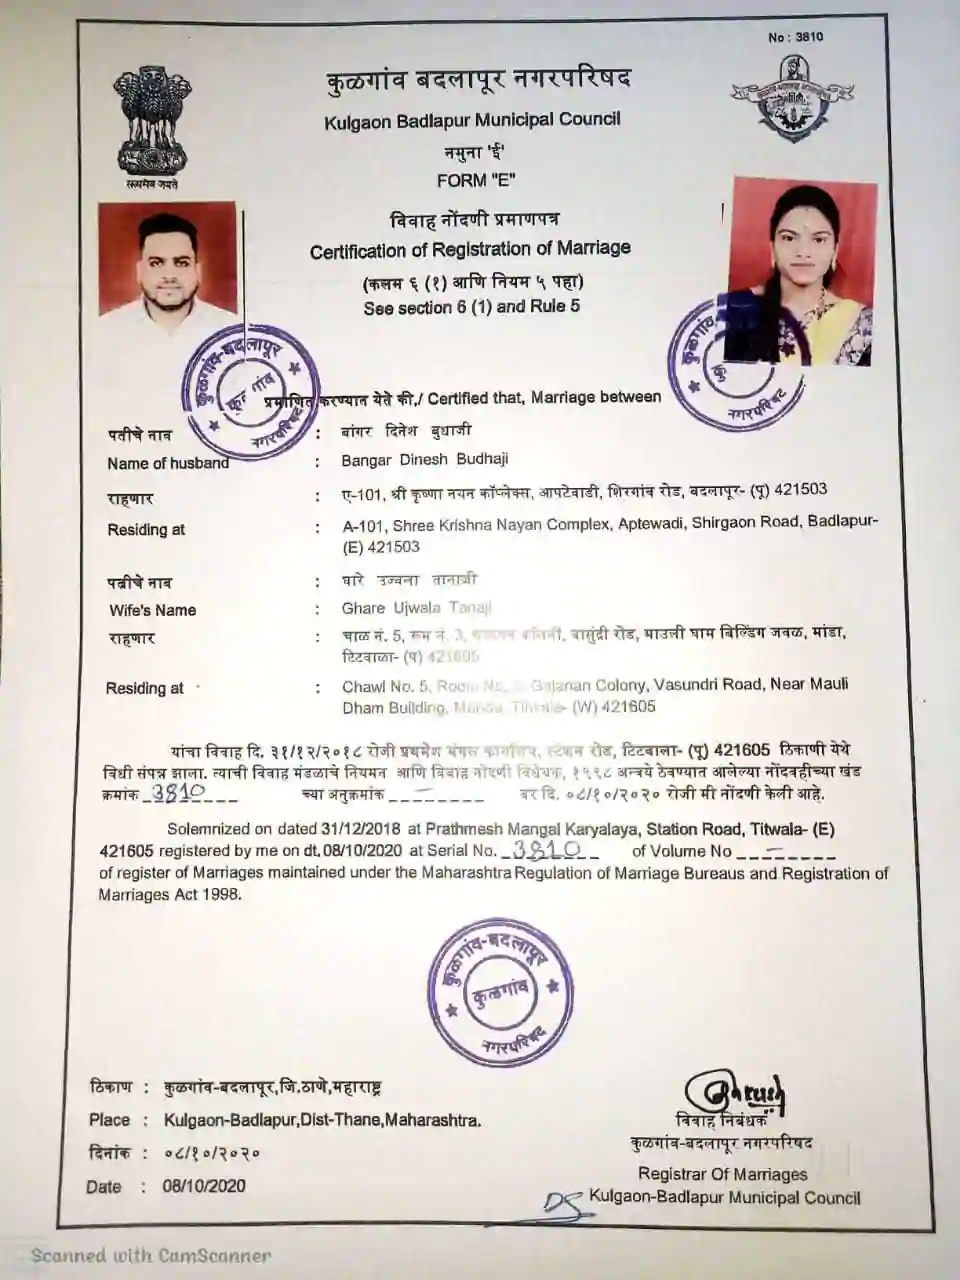 No : 3810
कुळगांव बदलापूर नगरपरिषद
Kulgaon Badlapur Municipal Council
नमुना 'ई'
FORM "E"
सत्यमेव जयते
विवाह नोंदणी प्रमाणपत्र
Certification of Registration of Marriage
(कलम ६ (१) आणि नियम ५ पहा)
See section 6 (1) and Rule 5
कुळगांव-बदलापूर
नगरपरिषद
कुळगांव
नगरपरिषद
प्रमाणित करण्यात येते की,/ Certified that, Marriage between
पतीचे नाव : बांगर दिनेश बुधाजी
Name of husband : Bangar Dinesh Budhaji
राहणार : ए-101, श्री कृष्णा नयन कॉप्लेक्स, आपटेवाडी, शिरगांव रोड, बदलापूर- (पू) 421503
Residing at : A-101, Shree Krishna Nayan Complex, Aptewadi, Shirgaon Road, Badlapur-
(E) 421503
पत्नीचे नाव : घारे उज्वना तानाजी
Wife's Name : Ghare Ujwala Tanaji
राहणार : चाळ नं. 5, रूम नं. 3, वासुंद्री रोड, माउली घाम बिल्डिंग जवळ, मांडा,
टिटवाळा- (प) 421605
Residing at : Chawl No. 5, Room No. Gajanan Colony, Vasundri Road, Near Mauli
Dham Building, Manda, Titwala- (W) 421605
यांचा विवाह दि. ३१/१२/२०१८ रोजी प्रथमेश मंगल कार्यालय, स्टेशन रोड, टिटवाला- (पू) 421605 ठिकाणी येथे
विधी संपन्न झाला. त्याची विवाह मंडळाचे नियमन आणि विवाह नोंदणी विधेयक, १९९८ अन्वये ठेवण्यात आलेल्या नोंदवहीच्या खंड
क्रमांक 3810 च्या अनुक्रमांक - वर दि. ०८/१०/२०२० रोजी मी नोंदणी केली आहे.
Solemnized on dated 31/12/2018 at Prathmesh Mangal Karyalaya, Station Road, Titwala- (E)
421605 registered by me on dt. 08/10/2020 at Serial No. 3810 of Volume No -
of register of Marriages maintained under the Maharashtra Regulation of Marriage Bureaus and Registration of
Marriages Act 1998.
कुळगांव-बदलापूर
कुळगांव
नगरपरिषद
ठिकाण : कुळगांव-बदलापूर,जि.ठाणे,महाराष्ट्र
Place : Kulgaon-Badlapur,Dist-Thane,Maharashtra.
दिनांक : ०८/१०/२०२०
Date : 08/10/2020
विवाह निबंधक
कुळगांव-बदलापूर नगरपरिषद
Registrar Of Marriages
Kulgaon-Badlapur Municipal Council
Scanned with CamScanner